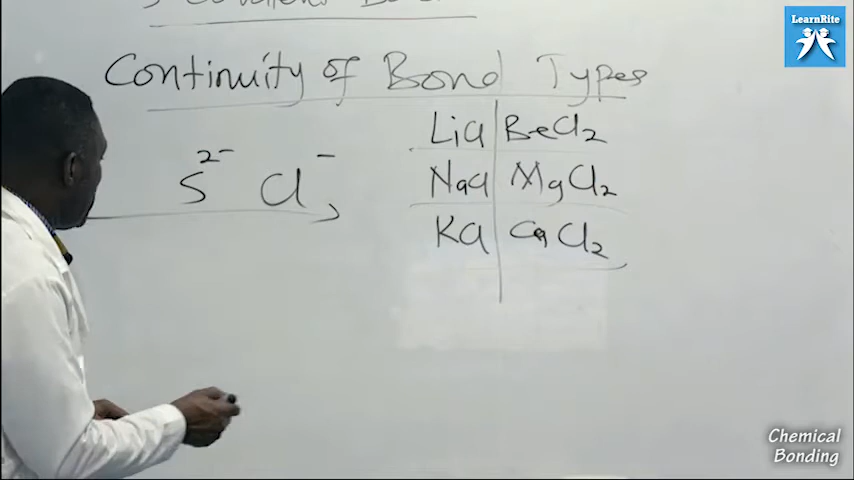 LearnRite
Continuity of Bond Types
S²⁻ Cl⁻
LiCl BeCl₂
NaCl MgCl₂
KCl CaCl₂
Chemical
Bonding